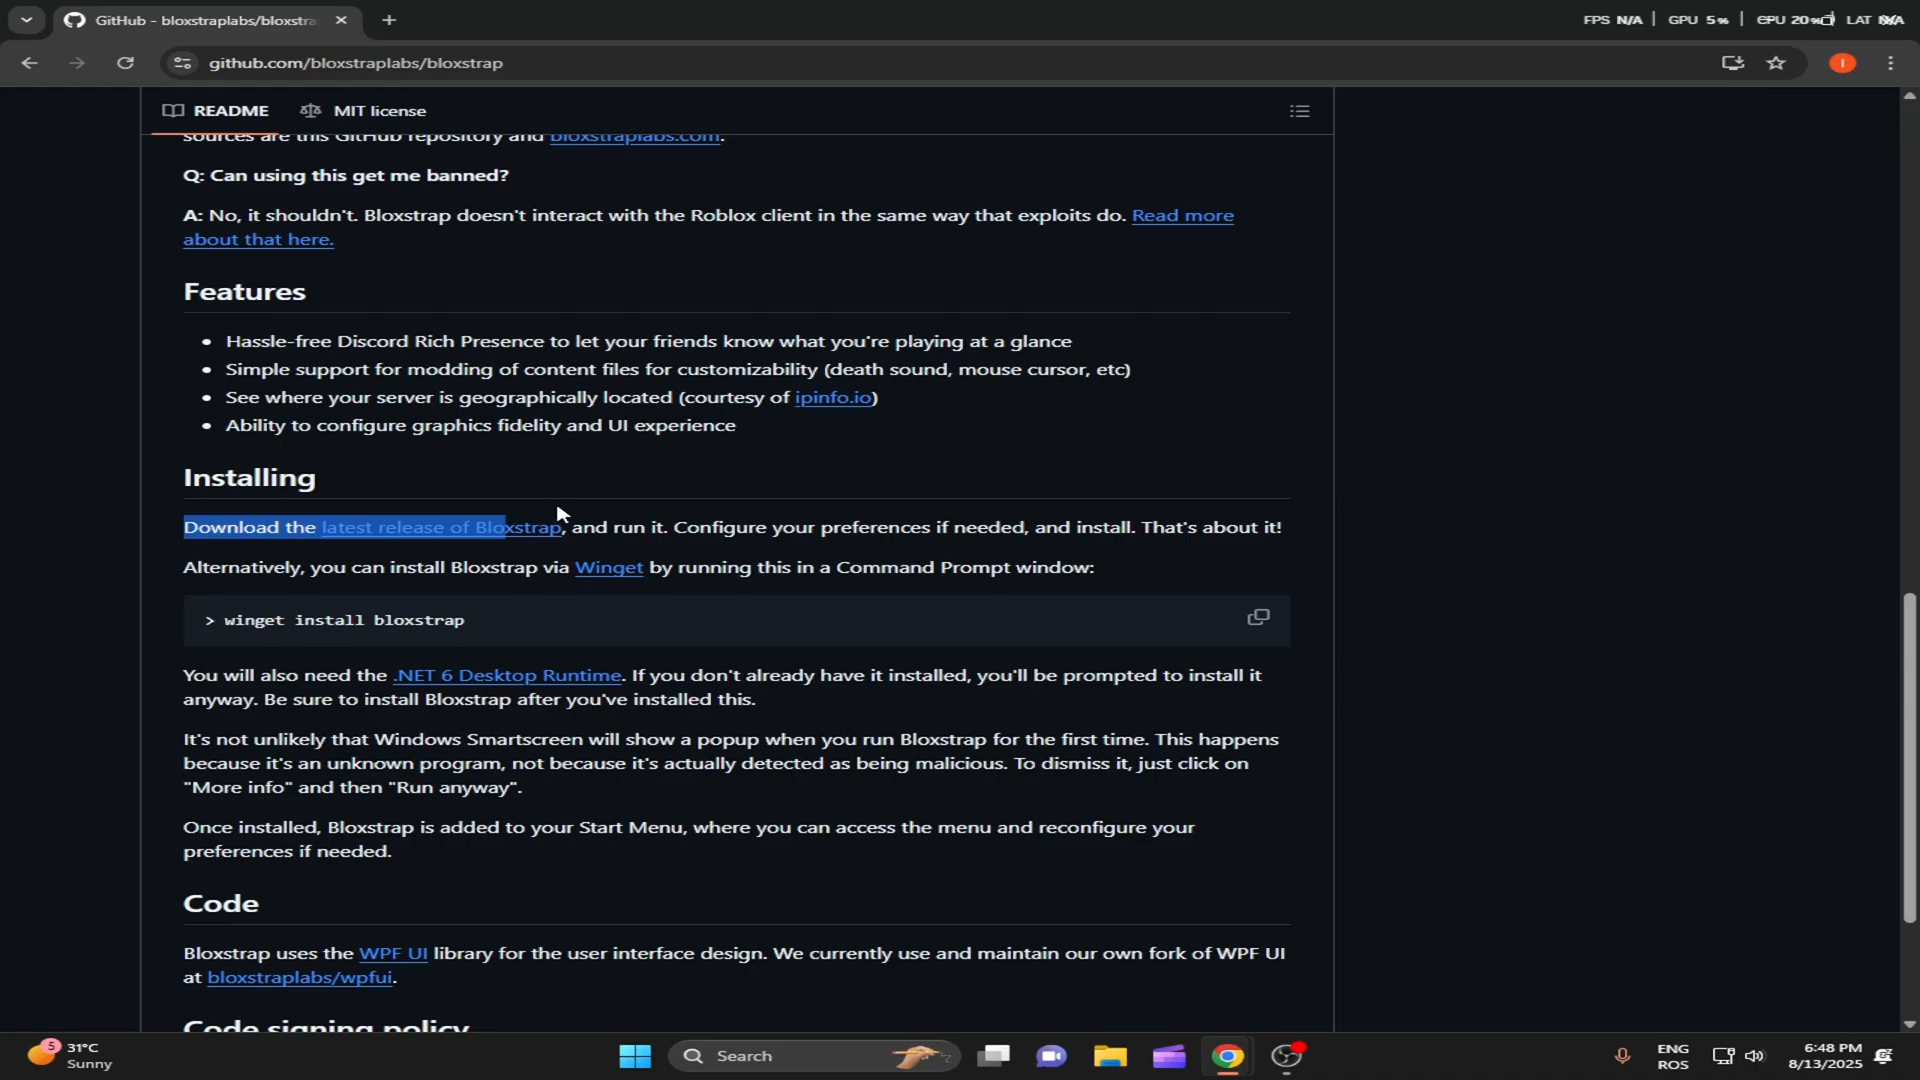 GitHub - bloxstraplabs/bloxstra
FPS N/A | GPU 5% | CPU 20% LAT N/A
github.com/bloxstraplabs/bloxstrap
README MIT license
sources are this GitHub repository and bloxstraplabs.com.
Q: Can using this get me banned?
A: No, it shouldn't. Bloxstrap doesn't interact with the Roblox client in the same way that exploits do. Read more
about that here.
Features
Hassle-free Discord Rich Presence to let your friends know what you're playing at a glance
Simple support for modding of content files for customizability (death sound, mouse cursor, etc)
See where your server is geographically located (courtesy of ipinfo.io)
Ability to configure graphics fidelity and UI experience
Installing
Download the latest release of Bloxstrap, and run it. Configure your preferences if needed, and install. That's about it!
Alternatively, you can install Bloxstrap via Winget by running this in a Command Prompt window:
> winget install bloxstrap
You will also need the .NET 6 Desktop Runtime. If you don't already have it installed, you'll be prompted to install it
anyway. Be sure to install Bloxstrap after you've installed this.
It's not unlikely that Windows Smartscreen will show a popup when you run Bloxstrap for the first time. This happens
because it's an unknown program, not because it's actually detected as being malicious. To dismiss it, just click on
"More info" and then "Run anyway".
Once installed, Bloxstrap is added to your Start Menu, where you can access the menu and reconfigure your
preferences if needed.
Code
Bloxstrap uses the WPF UI library for the user interface design. We currently use and maintain our own fork of WPF UI
at bloxstraplabs/wpfui.
Code signing policy
5
31°C
Sunny
Search
ENG
ROS
6:48 PM
8/13/2025